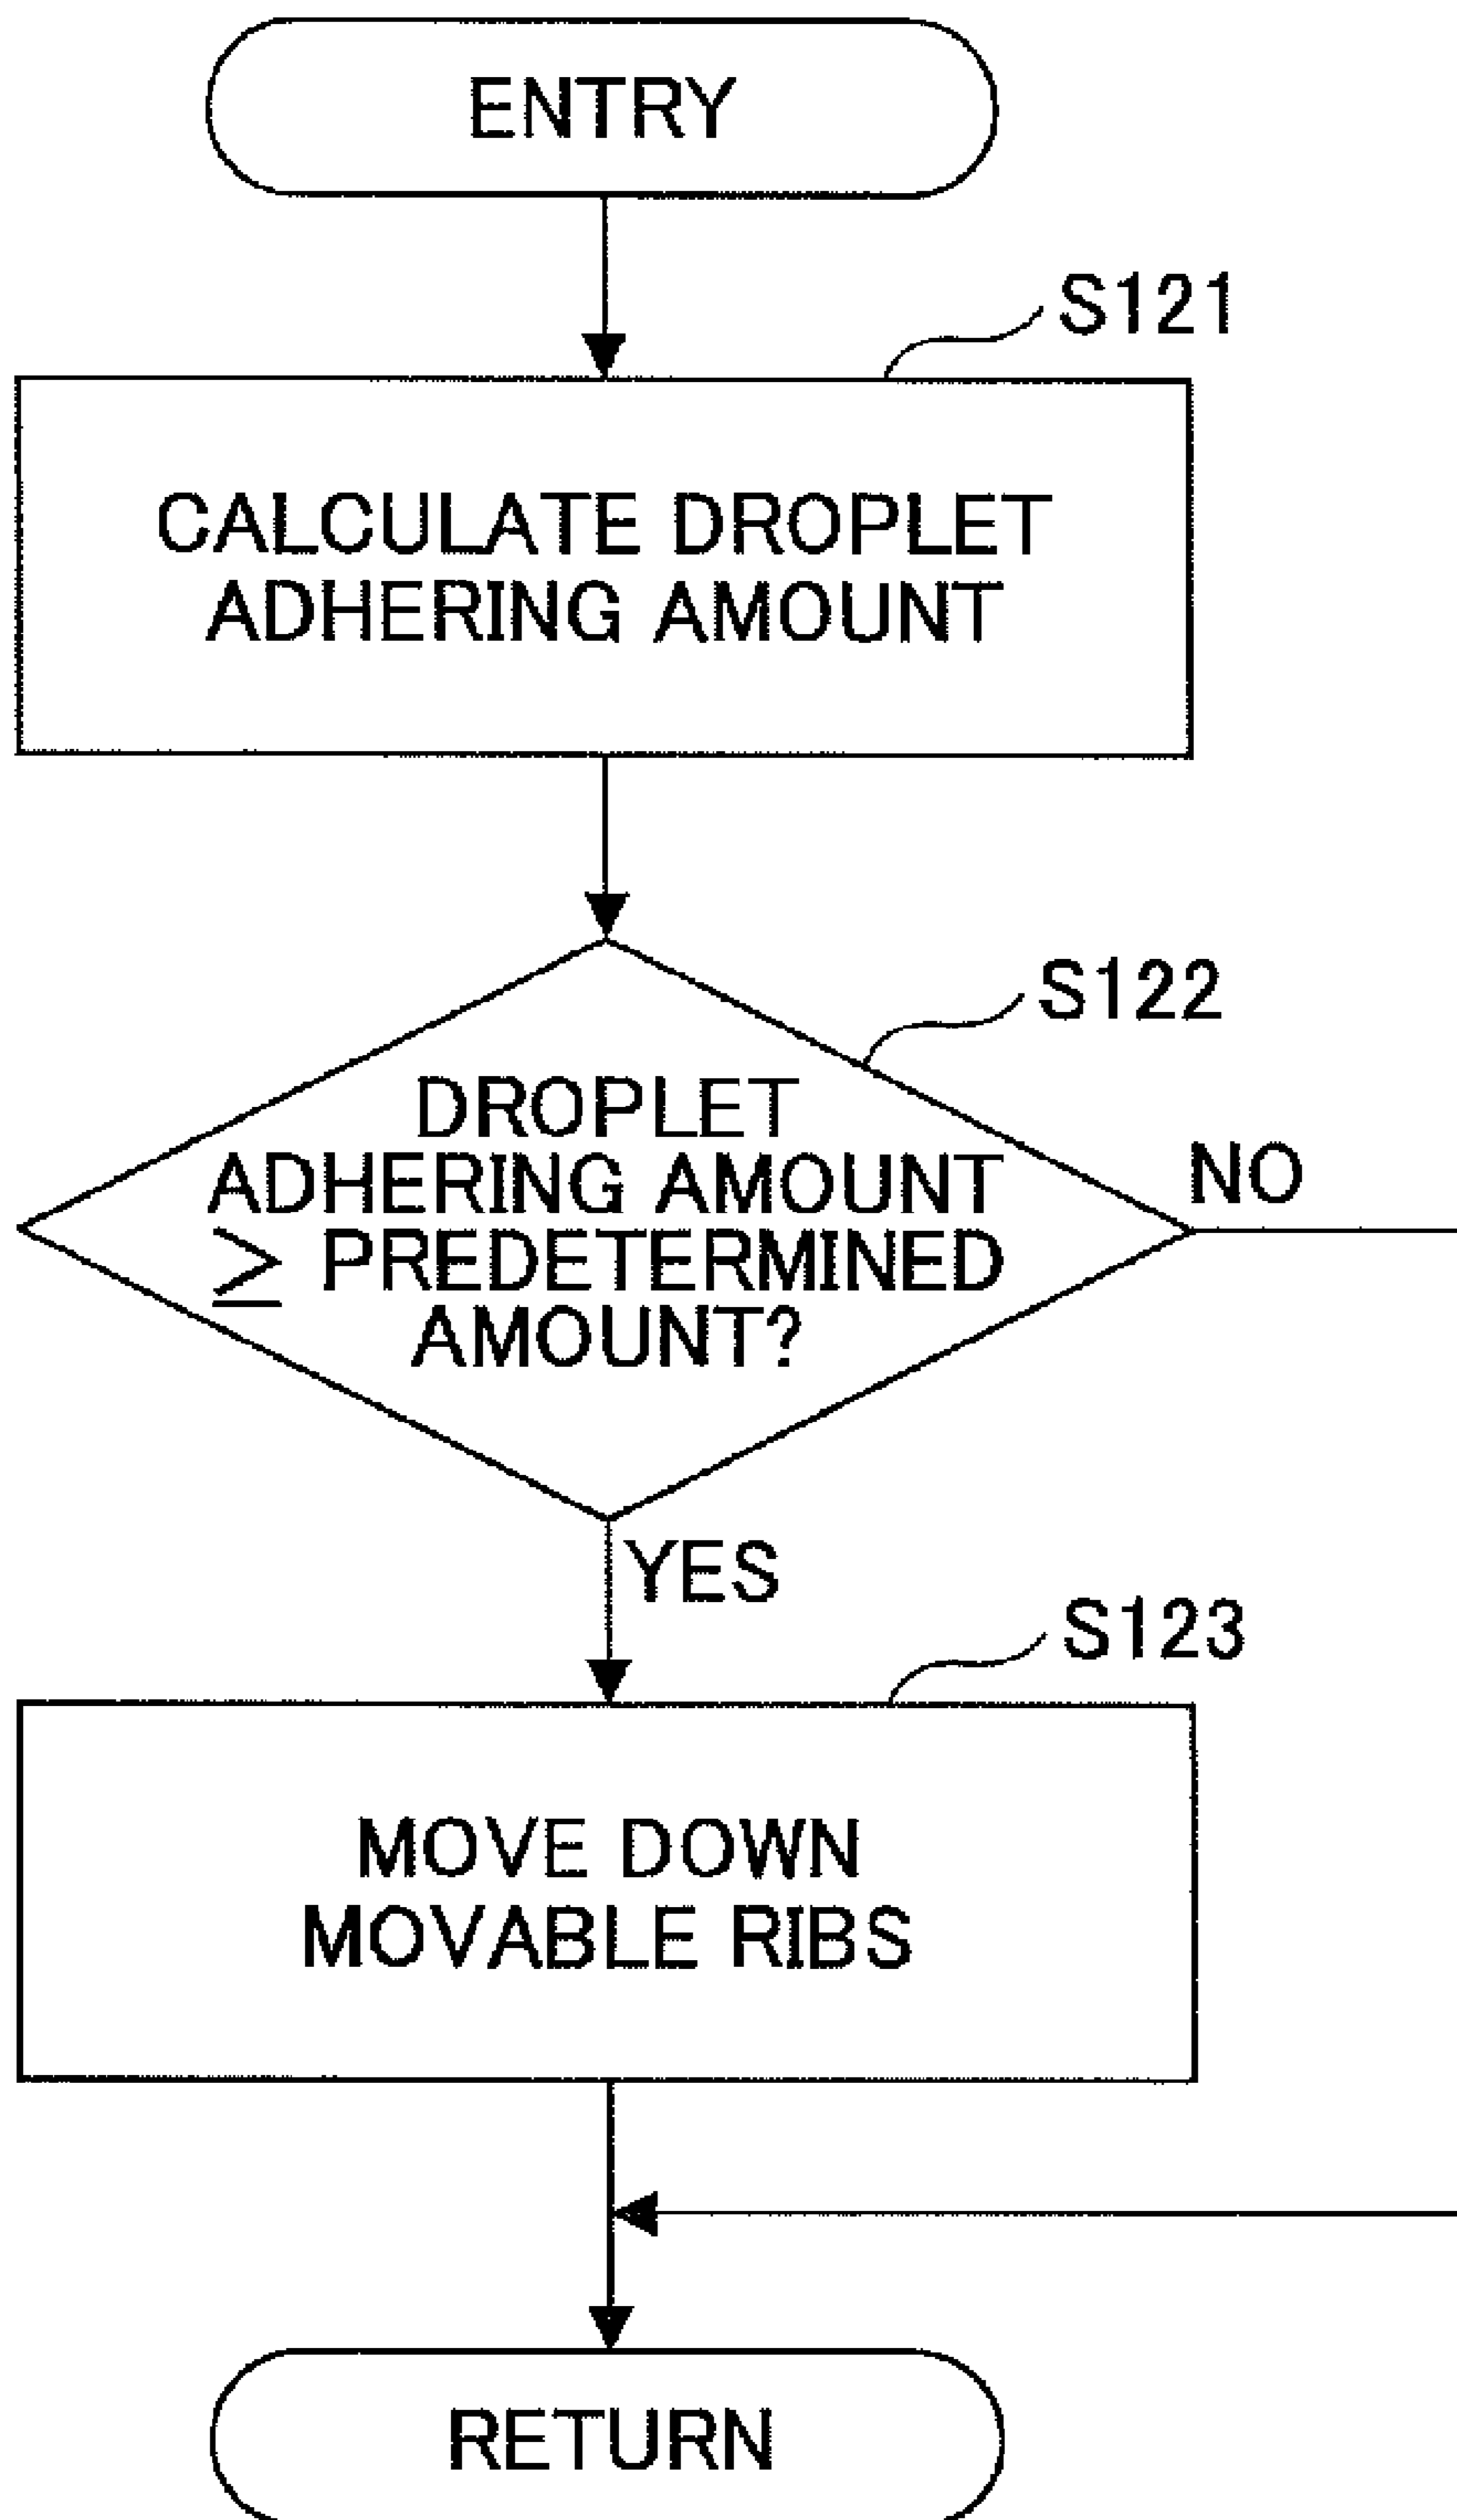 ENTRY
S121
CALCULATE DROPLET
ADHERING AMOUNT
S122
DROPLET
ADHERING AMOUNT
≧ PREDETERMINED
AMOUNT?
NO
YES
S123
MOVE DOWN
MOVABLE RIBS
RETURN